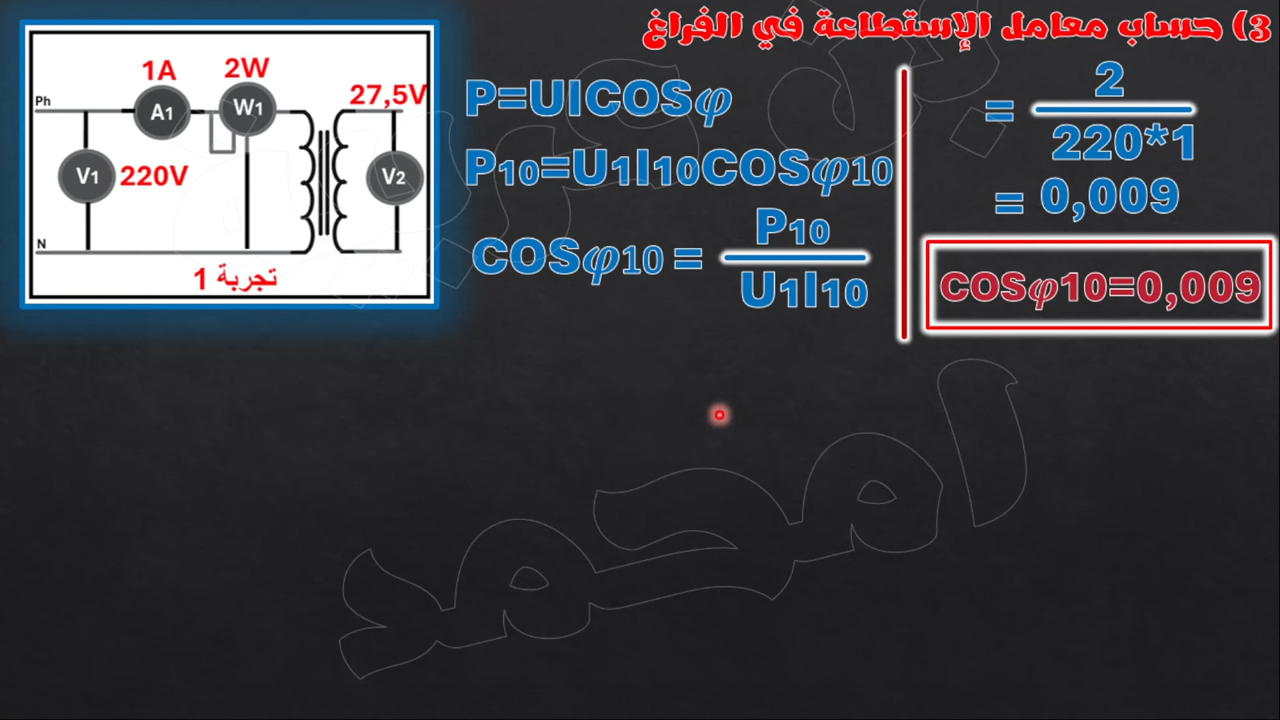 3) حساب معامل الإستطاعة في الفراغ
1A
2W
27,5V
Ph
A1
W1
V1
220V
V2
N
تجربة 1
P=UICOSφ
P10=U1I10COSφ10
COSφ10 = P10
U1I10
= 2
220*1
= 0,009
COSφ10=0,009
امحمد